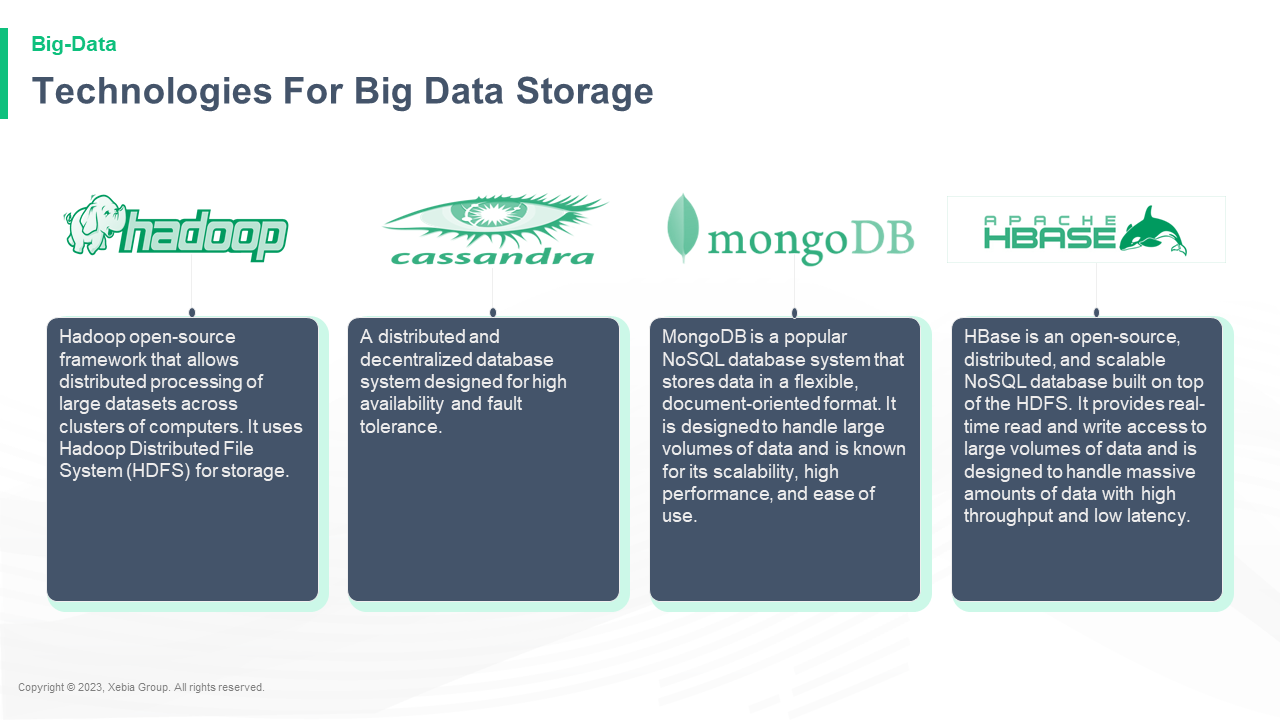 Big-Data
Technologies For Big Data Storage
hadoop
cassandra
mongoDB
APACHE
HBASE
Hadoop open-source
framework that allows
distributed processing of
large datasets across
clusters of computers. It uses
Hadoop Distributed File
System (HDFS) for storage.
A distributed and
decentralized database
system designed for high
availability and fault
tolerance.
MongoDB is a popular
NoSQL database system that
stores data in a flexible,
document-oriented format. It
is designed to handle large
volumes of data and is known
for its scalability, high
performance, and ease of
use.
HBase is an open-source,
distributed, and scalable
NoSQL database built on top
of the HDFS. It provides real-
time read and write access to
large volumes of data and is
designed to handle massive
amounts of data with high
throughput and low latency.
Copyright © 2023, Xebia Group. All rights reserved.